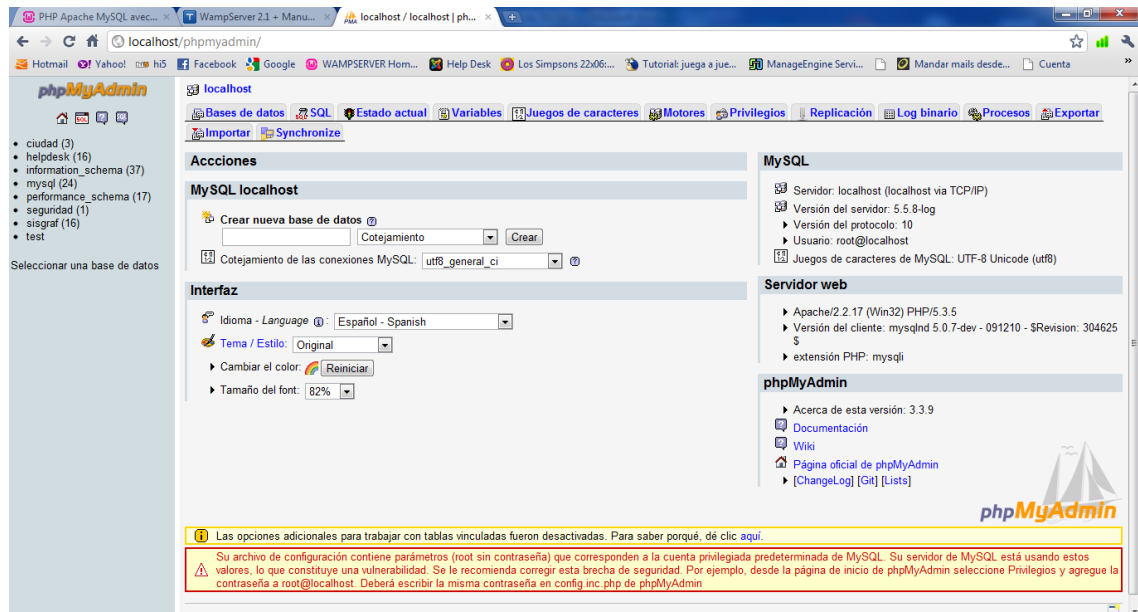 PHP Apache MySQL avec...
WampServer 2.1 + Manu...
localhost / localhost | ph...
localhost/phpmyadmin/
Hotmail Yahoo! hi5 Facebook Google WAMPSERVER Hom... Help Desk Los Simpsons 22x06:... Tutorial: juega a jue... ManageEngine Servi... Mandar mails desde... Cuenta »
phpMyAdmin
ciudad (3)
helpdesk (16)
information_schema (37)
mysql (24)
performance_schema (17)
seguridad (1)
sisgraf (16)
test
Seleccionar una base de datos
localhost
Bases de datos SQL Estado actual Variables Juegos de caracteres Motores Privilegios Replicación Log binario Procesos Exportar
Importar Synchronize
Accciones
MySQL localhost
Crear nueva base de datos
Cotejamiento Crear
Cotejamiento de las conexiones MySQL: utf8_general_ci
Interfaz
Idioma - Language : Español - Spanish
Tema / Estilo: Original
Cambiar el color: Reiniciar
Tamaño del font: 82%
MySQL
Servidor: localhost (localhost via TCP/IP)
Versión del servidor: 5.5.8-log
Versión del protocolo: 10
Usuario: root@localhost
Juegos de caracteres de MySQL: UTF-8 Unicode (utf8)
Servidor web
Apache/2.2.17 (Win32) PHP/5.3.5
Versión del cliente: mysqlnd 5.0.7-dev - 091210 - $Revision: 304625
$
extensión PHP: mysqli
phpMyAdmin
Acerca de esta versión: 3.3.9
Documentación
Wiki
Página oficial de phpMyAdmin
[ChangeLog] [Git] [Lists]
phpMyAdmin
Las opciones adicionales para trabajar con tablas vinculadas fueron desactivadas. Para saber porqué, dé clic aquí.
Su archivo de configuración contiene parámetros (root sin contraseña) que corresponden a la cuenta privilegiada predeterminada de MySQL. Su servidor de MySQL está usando estos
valores, lo que constituye una vulnerabilidad. Se le recomienda corregir esta brecha de seguridad. Por ejemplo, desde la página de inicio de phpMyAdmin seleccione Privilegios y agregue la
contraseña a root@localhost. Deberá escribir la misma contraseña en config.inc.php de phpMyAdmin